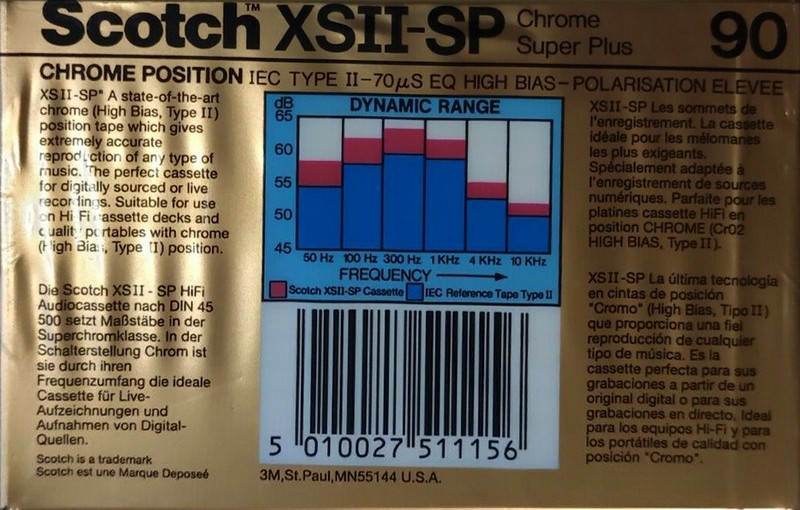 Scotch™ XSII-SP Chrome Super Plus 90
CHROME POSITION IEC TYPE II-70µS EQ HIGH BIAS-POLARISATION ELEVEE
XSII-SP* A state-of-the-art
chrome (High Bias, Type II)
position tape which gives
extremely accurate
reproduction of any type of
music. The perfect cassette
for digitally sourced or live
recordings. Suitable for use
on Hi Fi cassette decks and
quality portables with chrome
(High Bias, Type II) position.
Die Scotch XSII - SP HiFi
Audiocassette nach DIN 45
500 setzt Maßstäbe in der
Superchromklasse. In der
Schalterstellung Chrom ist
sie durch ihren
Frequenzumfang die ideale
Cassette für Live-
Aufzeichnungen und
Aufnahmen von Digital-
Quellen.
Scotch is a trademark
Scotch est une Marque Deposeé
dB DYNAMIC RANGE
65
60
55
50
45
50 Hz 100 Hz 300 Hz 1 KHz 4 KHz 10 KHz
FREQUENCY
Scotch XSII-SP Cassette IEC Reference Tape Type II
5 010027 511156
3M,St.Paul,MN55144 U.S.A.
XSII-SP Les sommets de
l'enregistrement. La cassette
idéale pour les mélomanes
les plus exigeants.
Spécialement adaptée à
l'enregistrement de sources
numériques. Parfaite pour les
platines cassette HiFi en
position CHROME (CrO2
HIGH BIAS, Type II).
XSII-SP La última tecnología
en cintas de posición
"Cromo" (High Bias, Tipo II)
que proporciona una fiel
reproducción de cualquier
tipo de música. Es la
cassette perfecta para sus
grabaciones a partir de un
original digital o para sus
grabaciones en directo. Ideal
para los equipos Hi-Fi y para
los portátiles de calidad con
posición "Cromo".